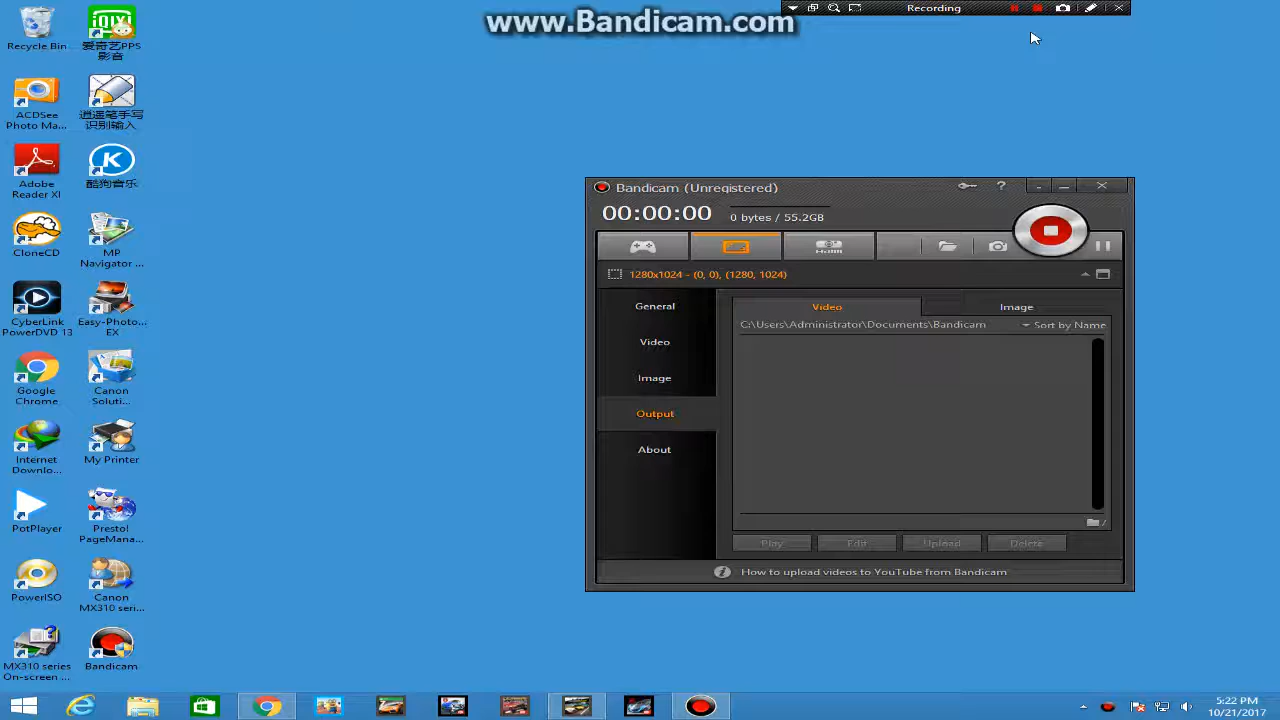 www.Bandicam.com
Recording
Recycle Bin
iQIYI
爱奇艺PPS
影音
ACDSee
Photo Ma...
逍遥笔手写
识别输入
Adobe
Reader XI
K
酷狗音乐
CloneCD
MP
Navigator ...
CyberLink
PowerDVD 13
Easy-Photo...
EX
Google
Chrome
Canon
Soluti...
Internet
Downlo...
My Printer
PotPlayer
Presto!
PageMana...
PowerISO
Canon
MX310 seri...
MX310 series
On-screen ...
Bandicam
Bandicam (Unregistered)
00:00:00
0 bytes / 55.2GB
1280x1024 - (0, 0), (1280, 1024)
General
Video
Image
Output
About
Video
Image
C:\Users\Administrator\Documents\Bandicam
Sort by Name
Play
Edit
Upload
Delete
How to upload videos to YouTube from Bandicam
5:22 PM
10/21/2017